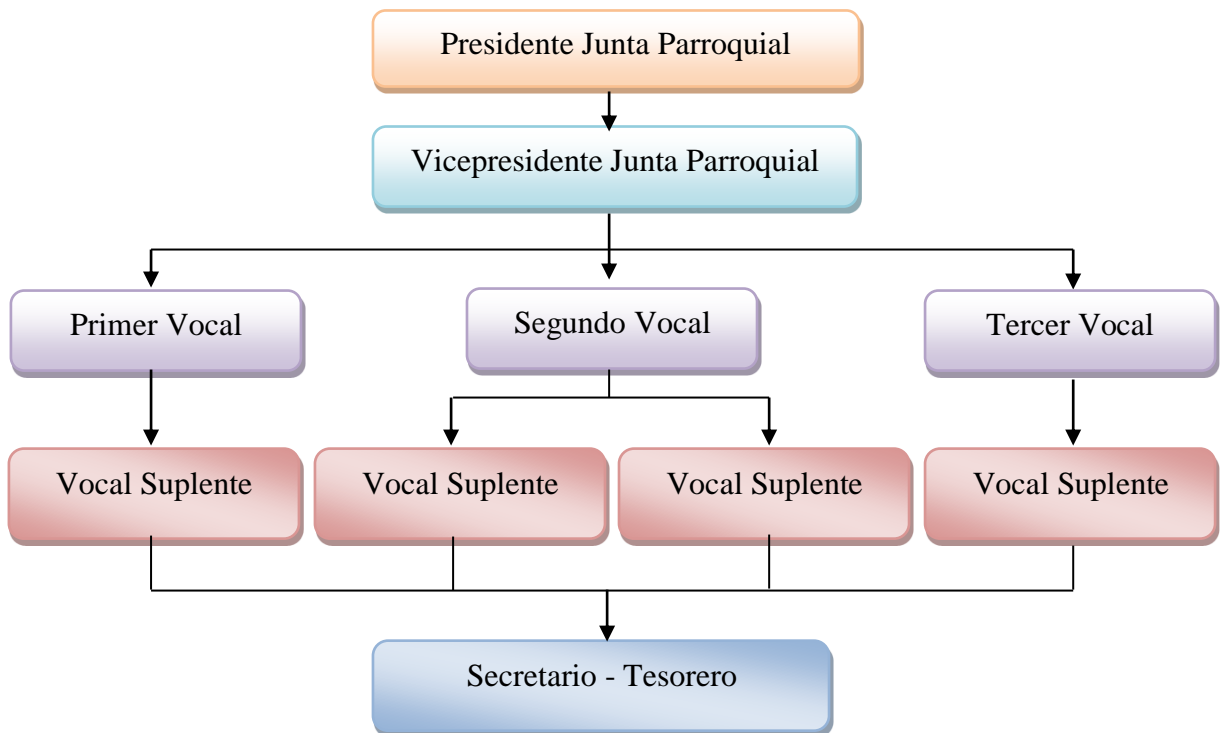 Presidente Junta Parroquial
Vicepresidente Junta Parroquial
Primer Vocal
Segundo Vocal
Tercer Vocal
Vocal Suplente
Vocal Suplente
Vocal Suplente
Vocal Suplente
Secretario - Tesorero